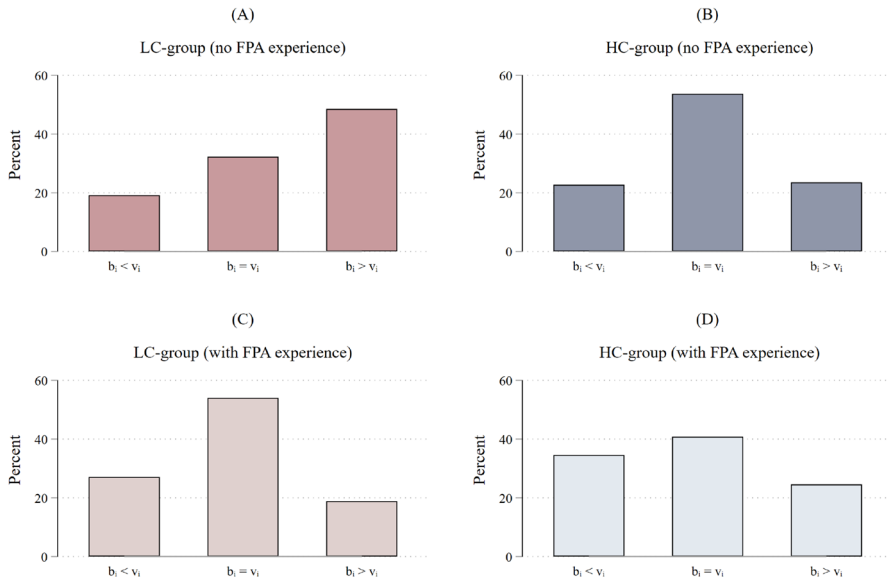 (A)
LC-group (no FPA experience)
Percent
60
40
20
0
bᵢ < vᵢ
bᵢ = vᵢ
bᵢ > vᵢ
(B)
HC-group (no FPA experience)
Percent
60
40
20
0
bᵢ < vᵢ
bᵢ = vᵢ
bᵢ > vᵢ
(C)
LC-group (with FPA experience)
Percent
60
40
20
0
bᵢ < vᵢ
bᵢ = vᵢ
bᵢ > vᵢ
(D)
HC-group (with FPA experience)
Percent
60
40
20
0
bᵢ < vᵢ
bᵢ = vᵢ
bᵢ > vᵢ